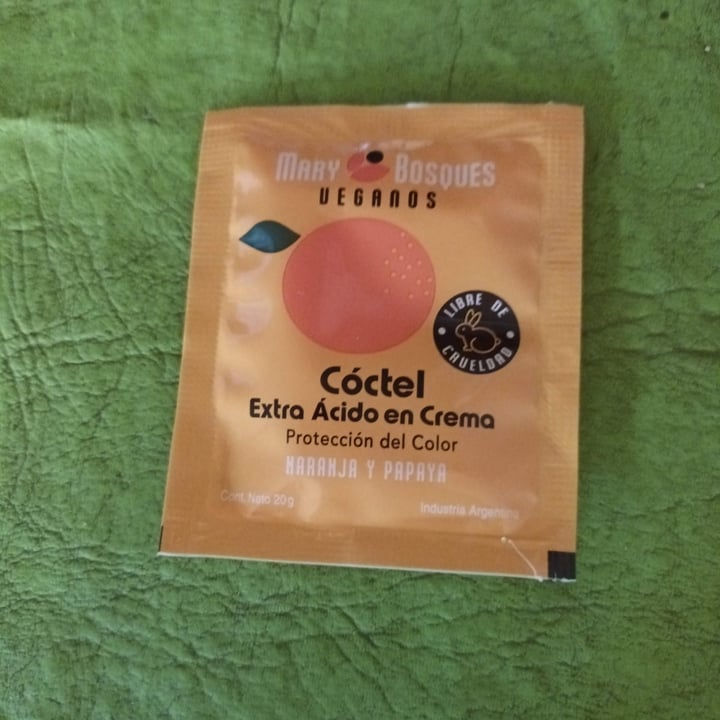 MARY BOSQUES
VEGANOS
LIBRE DE
CRUELDAD
Cóctel
Extra Ácido en Crema
Protección del Color
NARANJA Y PAPAYA
Cont. Neto 20g
Industria Argentina